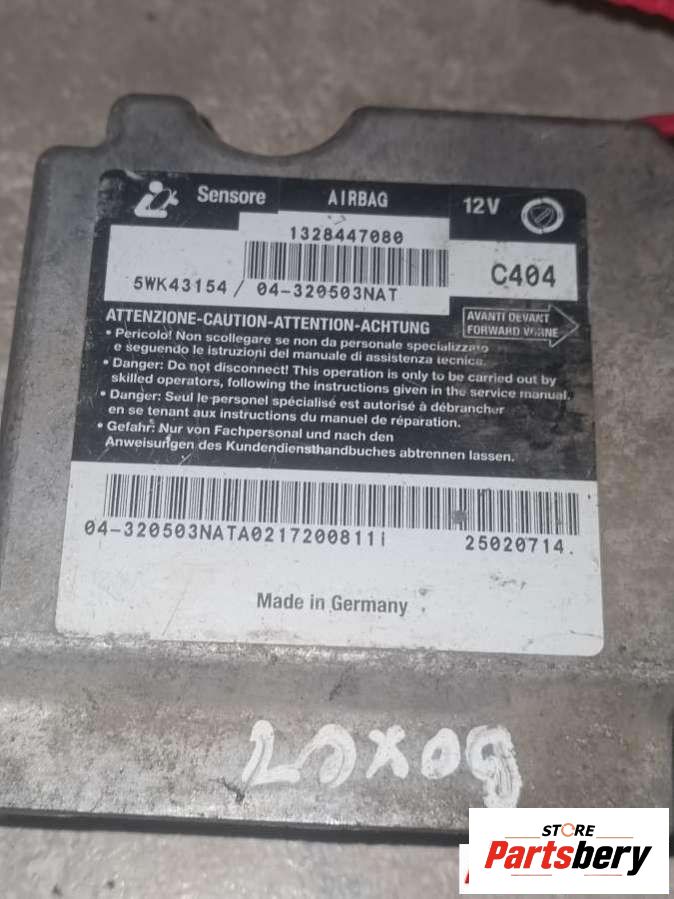 Sensore AIRBAG 12V
1328447080
5WK43154 / 04-320503NAT C404
ATTENZIONE-CAUTION-ATTENTION-ACHTUNG
AVANTI DEVANT
FORWARD VORNE
• Pericolo! Non scollegare se non da personale specializzato
e seguendo le istruzioni del manuale di assistenza tecnica.
• Danger: Do not disconnect! This operation is only to be carried out by
skilled operators, following the instructions given in the service manual.
• Danger: Seul le personel spécialisé est autorisé à débrancher
en se tenant aux instructions du manuel de réparation.
• Gefahr: Nur von Fachpersonal und nach den
Anweisungen des Kundendiensthandbuches abtrennen lassen.
04-320503NATA0217200811i 25020714.
Made in Germany
STORE
Partsbery